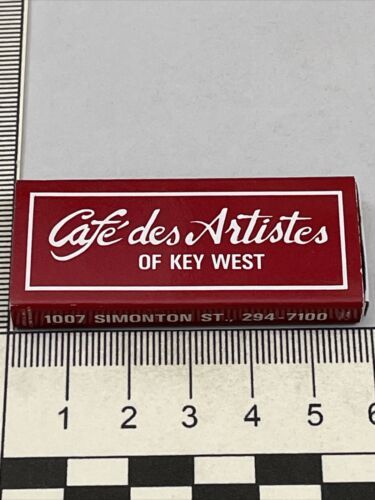 Café des Artistes
OF KEY WEST
1007 SIMONTON ST., 294-7100
1 2 3 4 5 6